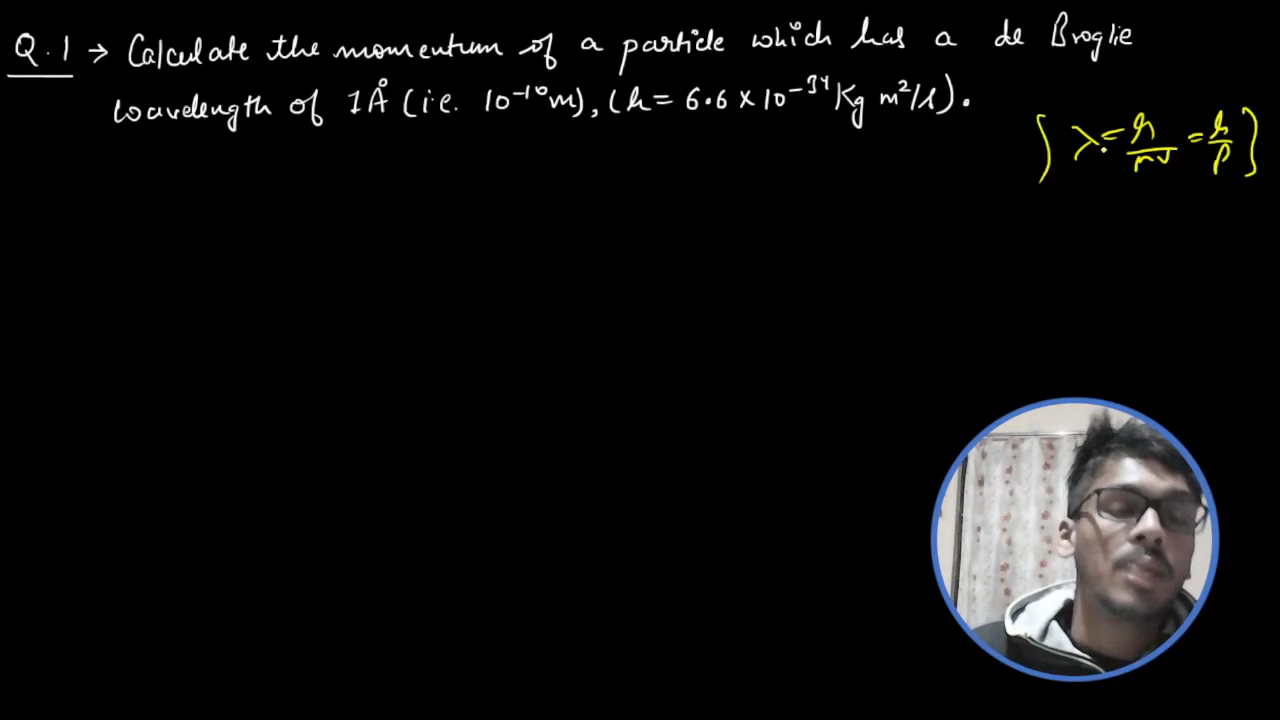 Q.1 → Calculate the momentum of a particle which has a de Broglie
wavelength of 1Å (i.e. 10⁻¹⁰m), (h = 6.6 × 10⁻³⁴ Kg m²/s).
} λ = h/mv = h/p }